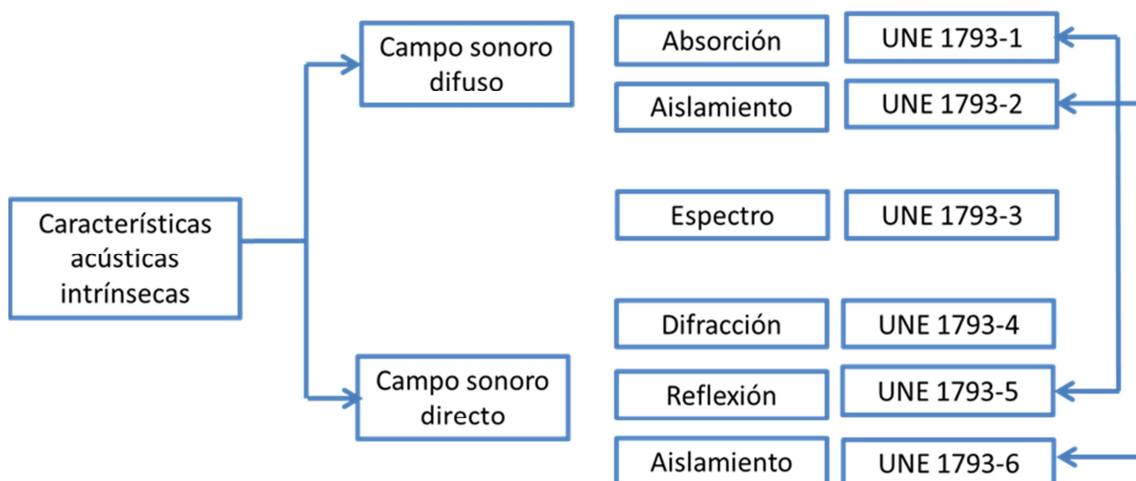 Campo sonoro
difuso
Absorción
UNE 1793-1
Aislamiento
UNE 1793-2
Características
acústicas
intrínsecas
Espectro
UNE 1793-3
Difracción
UNE 1793-4
Campo sonoro
directo
Reflexión
UNE 1793-5
Aislamiento
UNE 1793-6